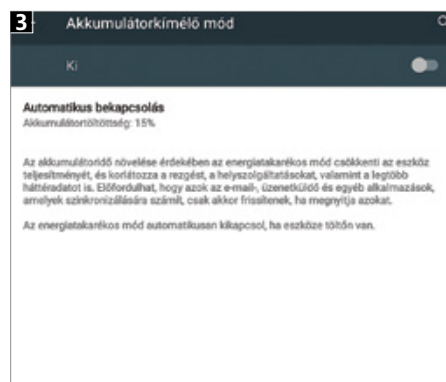 3
Akkumulátorkímélő mód
Ki
Automatikus bekapcsolás
Akkumulátortöltöttség: 15%
Az akkumulátoridő növelése érdekében az energiatakarékos mód csökkenti az eszköz
teljesítményét, és korlátozza a rezgést, a helyszolgáltatásokat, valamint a legtöbb
háttéradatot is. Előfordulhat, hogy azok az e-mail-, üzenetküldő és egyéb alkalmazások,
amelyek szinkronizálására számít, csak akkor frissítenek, ha megnyitja azokat.
Az energiatakarékos mód automatikusan kikapcsol, ha eszköze töltőn van.